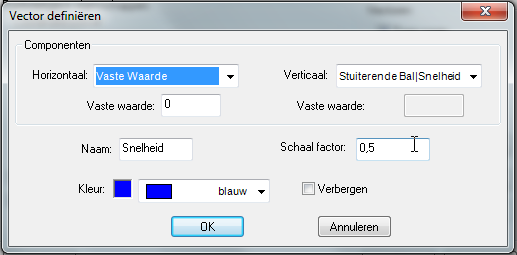 Vector definiëren
Componenten
Horizontaal: Vaste Waarde Verticaal: Stuiterende Bal|Snelheid
Vaste waarde: 0 Vaste waarde:
Naam: Snelheid Schaal factor: 0,5
Kleur: blauw Verbergen
OK Annuleren